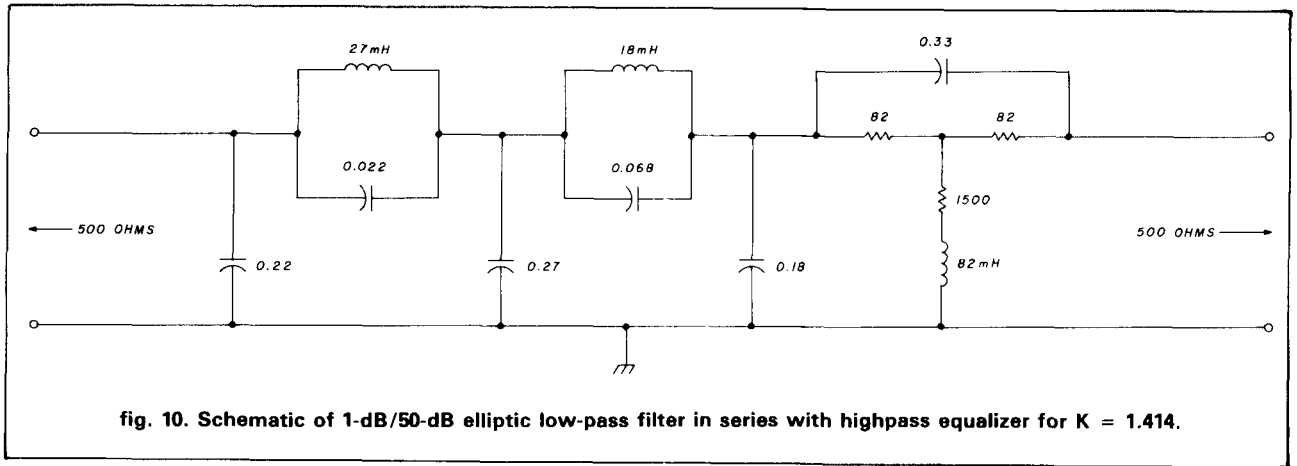 27mH
18mH
0.33
82
82
0.022
0.068
1500
500 OHMS
500 OHMS
0.22
0.27
0.18
82mH
fig. 10. Schematic of 1-dB/50-dB elliptic low-pass filter in series with highpass equalizer for K = 1.414.